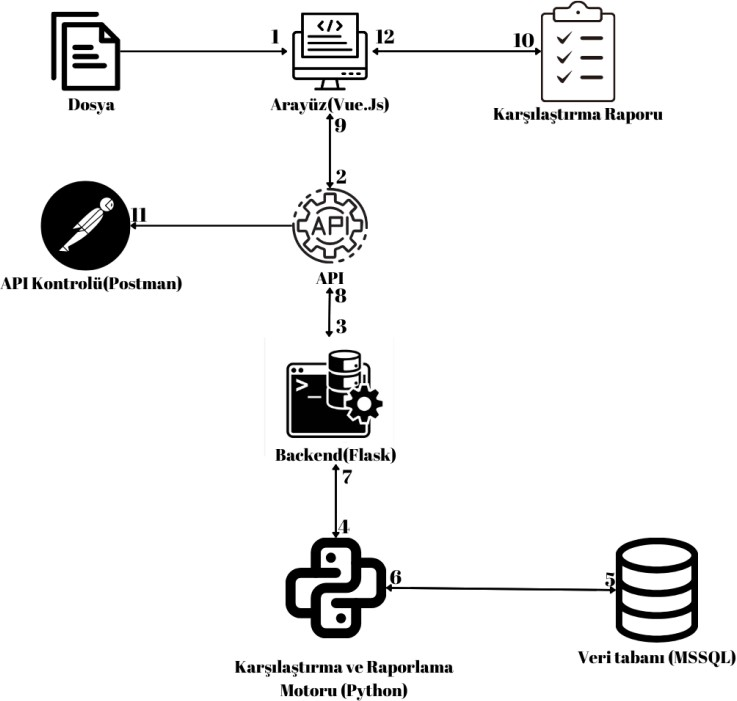 1
12
10
Dosya
Arayüz(Vue.Js)
Karşılaştırma Raporu
9
2
11
API
API Kontrolü(Postman)
API
8
3
>_
Backend(Flask)
7
4
6
5
Karşılaştırma ve Raporlama
Motoru (Python)
Veri tabanı (MSSQL)